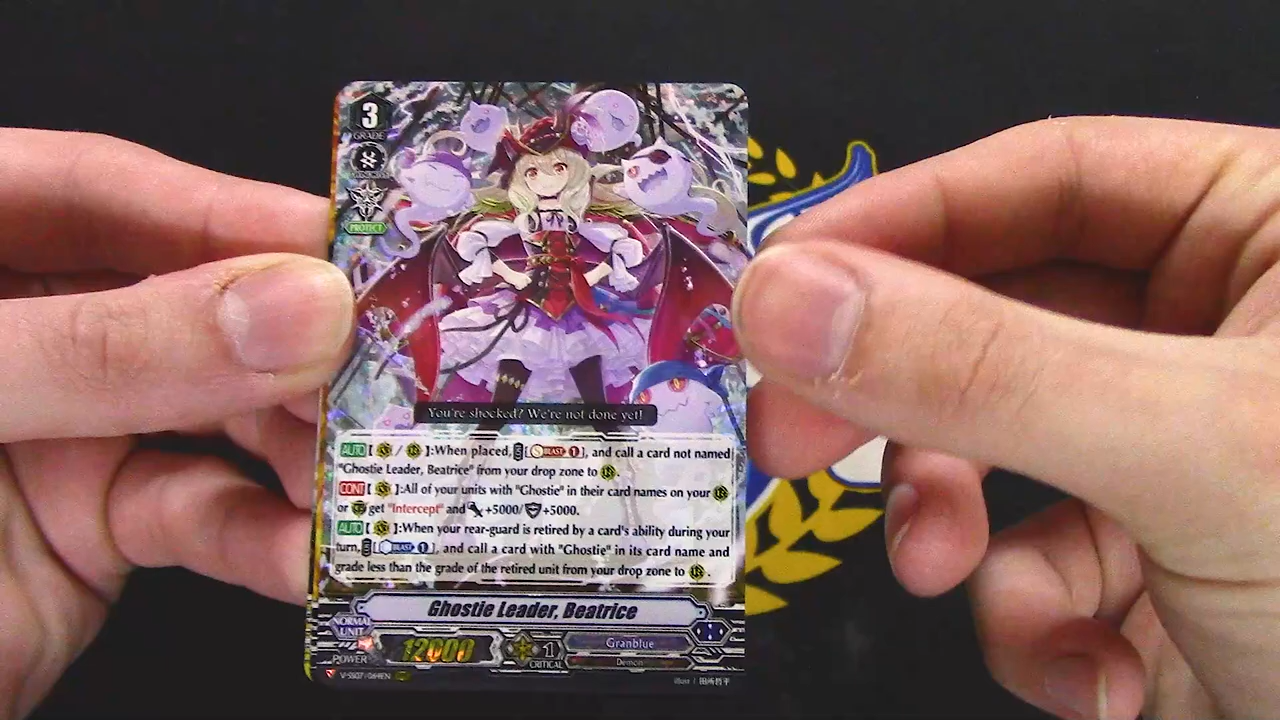 3
GRADE
PROTECT
You're shocked? We're not done yet!
AUTO [ / ]:When placed, [ BLAST 1 ], and call a card not named
"Ghostie Leader, Beatrice" from your drop zone to .
CONT [ ]:All of your units with "Ghostie" in their card names on your
or get "Intercept" and +5000/ +5000.
AUTO [ ]:When your rear-guard is retired by a card's ability during your
turn, [ BLAST 1 ], and call a card with "Ghostie" in its card name and
grade less than the grade of the retired unit from your drop zone to .
Ghostie Leader, Beatrice
NORMAL
UNIT
POWER 12000 1
CRITICAL
Granblue
Demon
V-SS07/064EN
illust /